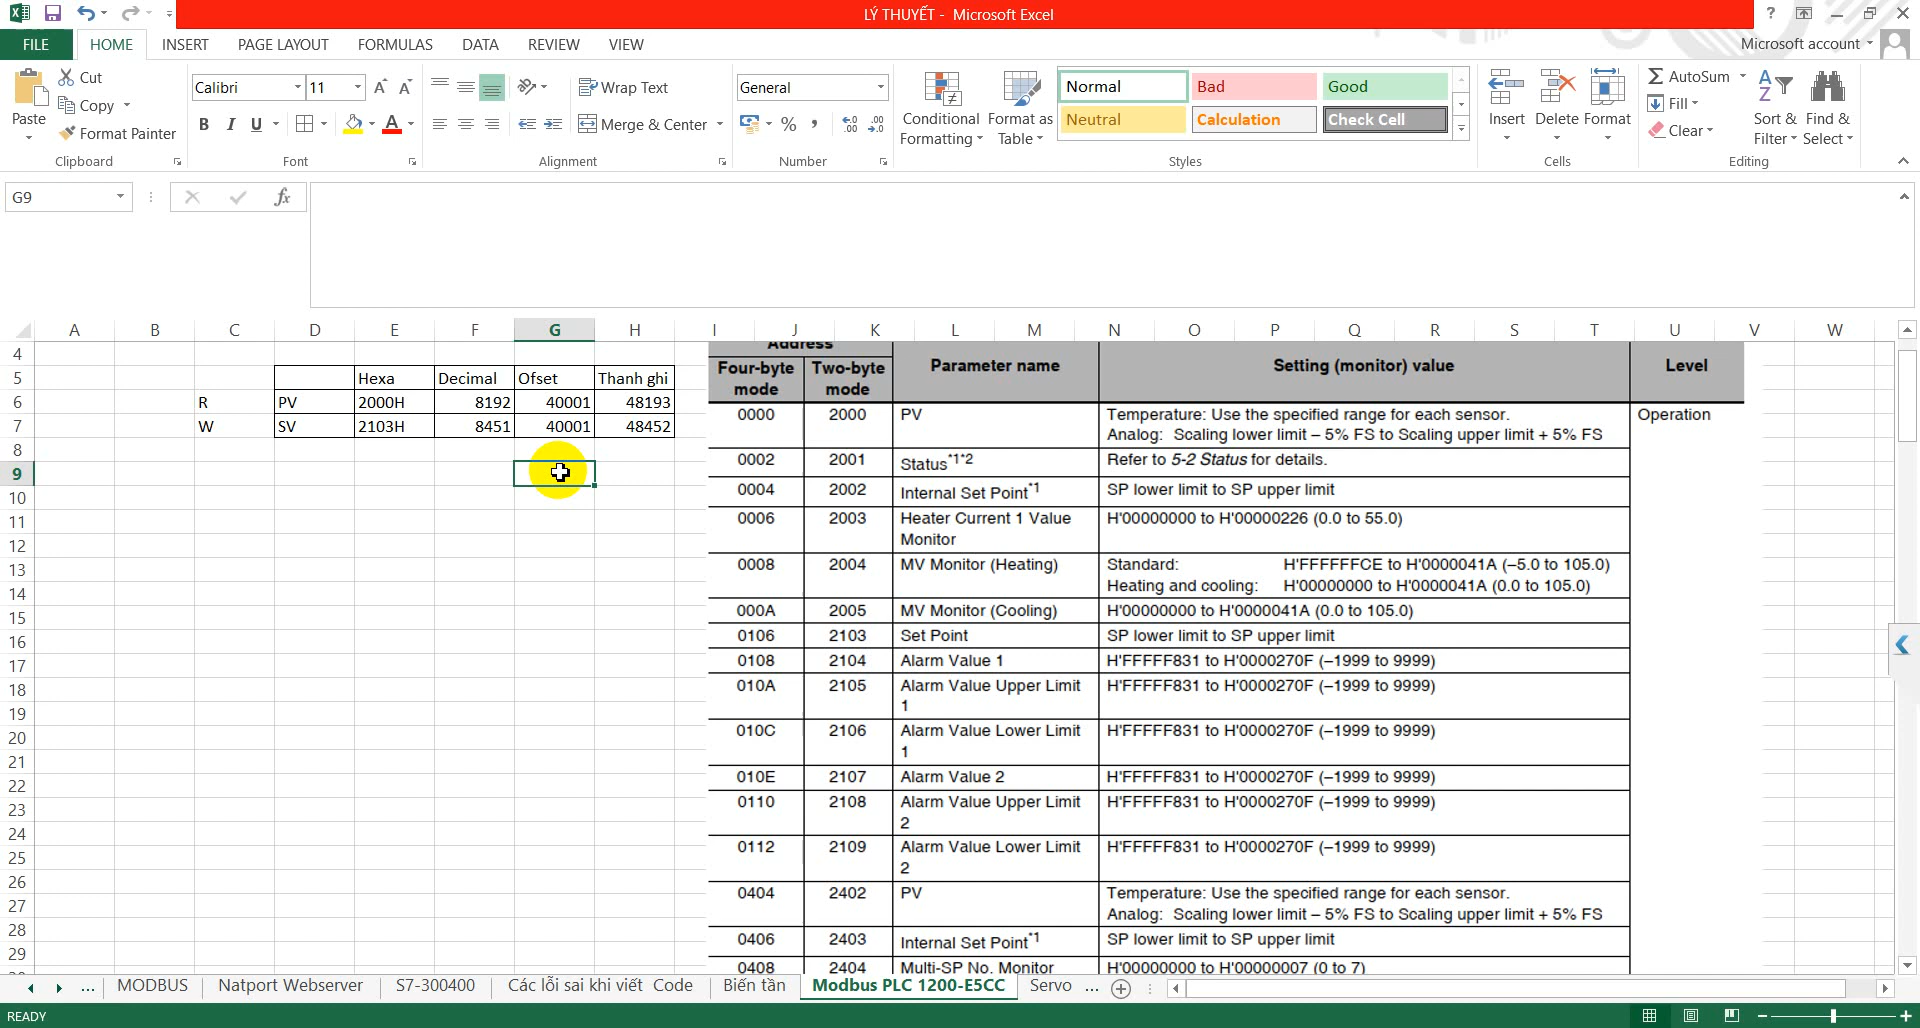 LÝ THUYẾT - Microsoft Excel
?
FILE HOME INSERT PAGE LAYOUT FORMULAS DATA REVIEW VIEW Microsoft account
Paste
Cut
Copy
Format Painter
Clipboard
Calibri 11
B I U
Font
Wrap Text
Merge & Center
Alignment
General
% ,
Number
Conditional Formatting
Format as Table
Normal Bad Good
Neutral Calculation Check Cell
Styles
Insert Delete Format
Cells
AutoSum
Fill
Clear
Sort & Filter
Find & Select
Editing
G9
fx
A B C D E F G H I J K L M N O P Q R S T U V W
4
5 Hexa Decimal Ofset Thanh ghi
6 R PV 2000H 8192 40001 48193
7 W SV 2103H 8451 40001 48452
8
9
10
11
12
13
14
15
16
17
18
19
20
21
22
23
24
25
26
27
28
29
Address
Four-byte mode Two-byte mode Parameter name Setting (monitor) value Level
0000 2000 PV Temperature: Use the specified range for each sensor. Operation
Analog: Scaling lower limit – 5% FS to Scaling upper limit + 5% FS
0002 2001 Status*1*2 Refer to 5-2 Status for details.
0004 2002 Internal Set Point*1 SP lower limit to SP upper limit
0006 2003 Heater Current 1 Value Monitor H'00000000 to H'00000226 (0.0 to 55.0)
0008 2004 MV Monitor (Heating) Standard: H'FFFFFFCE to H'0000041A (–5.0 to 105.0)
Heating and cooling: H'00000000 to H'0000041A (0.0 to 105.0)
000A 2005 MV Monitor (Cooling) H'00000000 to H'0000041A (0.0 to 105.0)
0106 2103 Set Point SP lower limit to SP upper limit
0108 2104 Alarm Value 1 H'FFFFF831 to H'0000270F (–1999 to 9999)
010A 2105 Alarm Value Upper Limit 1 H'FFFFF831 to H'0000270F (–1999 to 9999)
010C 2106 Alarm Value Lower Limit 1 H'FFFFF831 to H'0000270F (–1999 to 9999)
010E 2107 Alarm Value 2 H'FFFFF831 to H'0000270F (–1999 to 9999)
0110 2108 Alarm Value Upper Limit 2 H'FFFFF831 to H'0000270F (–1999 to 9999)
0112 2109 Alarm Value Lower Limit 2 H'FFFFF831 to H'0000270F (–1999 to 9999)
0404 2402 PV Temperature: Use the specified range for each sensor.
Analog: Scaling lower limit – 5% FS to Scaling upper limit + 5% FS
0406 2403 Internal Set Point*1 SP lower limit to SP upper limit
0408 2404 Multi-SP No. Monitor H'00000000 to H'00000007 (0 to 7)
... MODBUS Natport Webserver S7-300400 Các lỗi sai khi viết Code Biến tần Modbus PLC 1200-E5CC Servo ...
READY